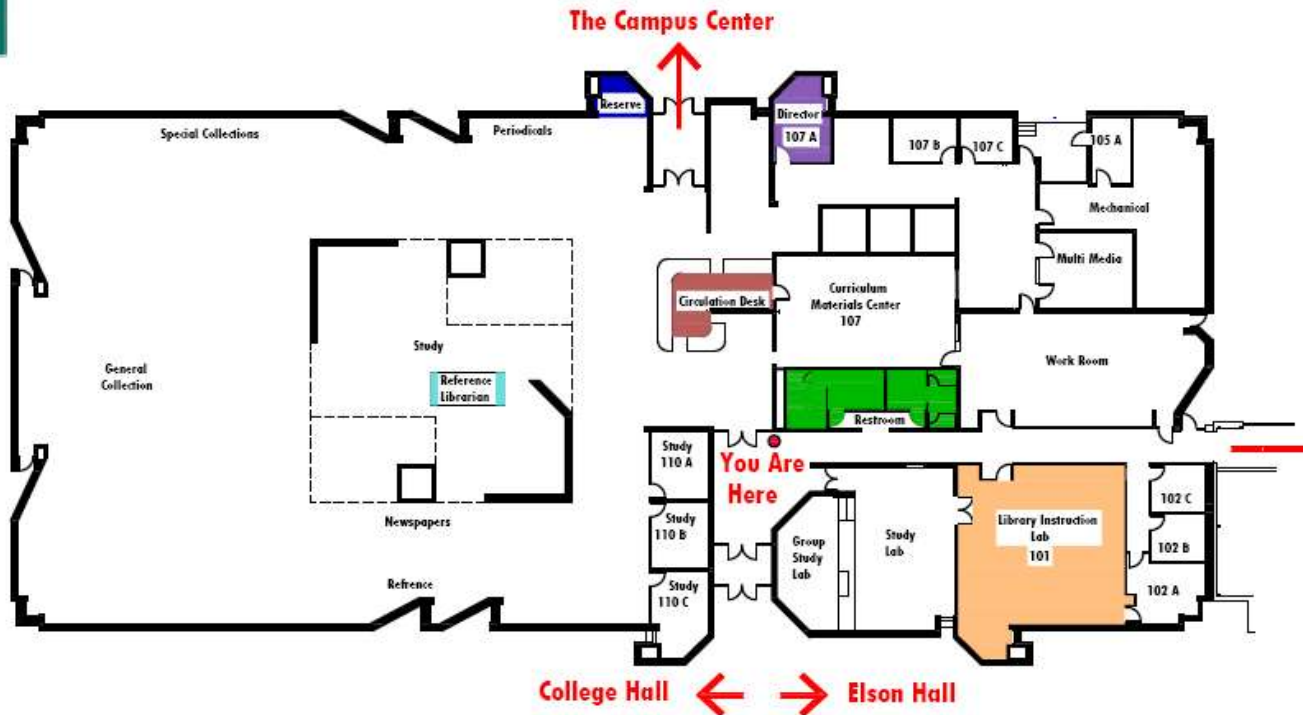 The Campus Center
Reserve
Director
107 A
Special Collections
Periodicals
107 B
107 C
105 A
Mechanical
Multi Media
Circulation Desk
Curriculum
Materials Center
107
Study
General
Collection
Reference
Librarian
Work Room
Restroom
You Are
Here
Study
110 A
Study
110 B
Study
110 C
Newspapers
Refrence
Group
Study
Lab
Study
Lab
Library Instruction
Lab
101
102 C
102 B
102 A
College Hall
Elson Hall